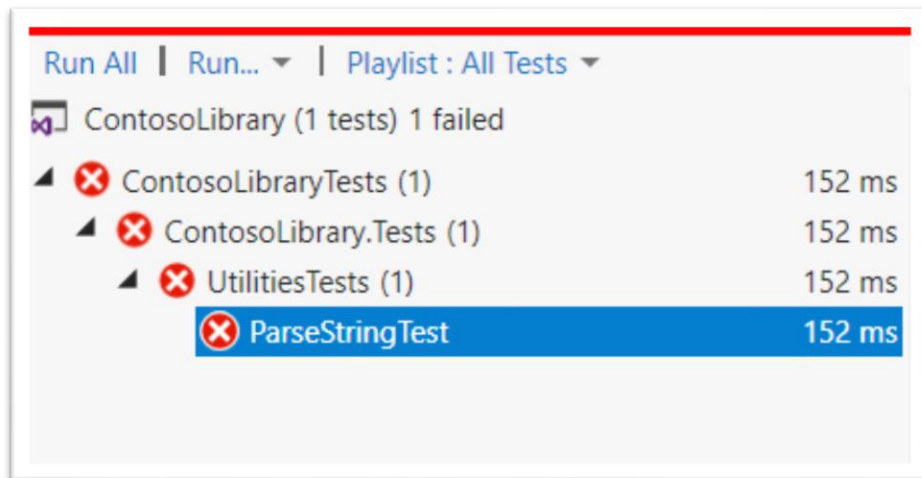 Run All | Run... | Playlist : All Tests
ContosoLibrary (1 tests) 1 failed
ContosoLibraryTests (1) 152 ms
ContosoLibrary.Tests (1) 152 ms
UtilitiesTests (1) 152 ms
ParseStringTest 152 ms